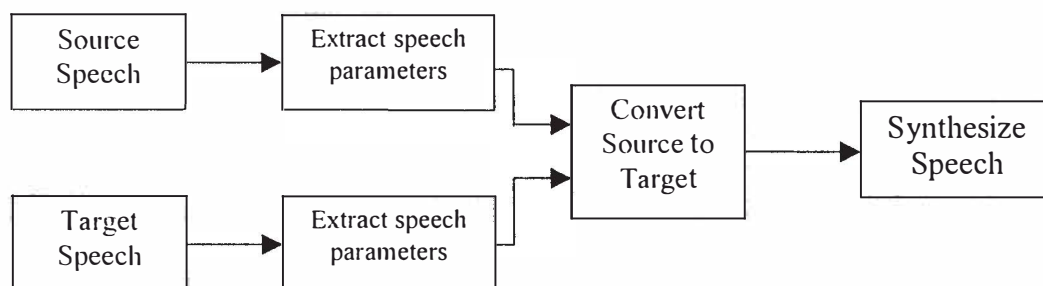 Source
Speech
Extract speech
parameters
Convert
Source to
Target
Synthesize
Speech
Target
Speech
Extract speech
parameters